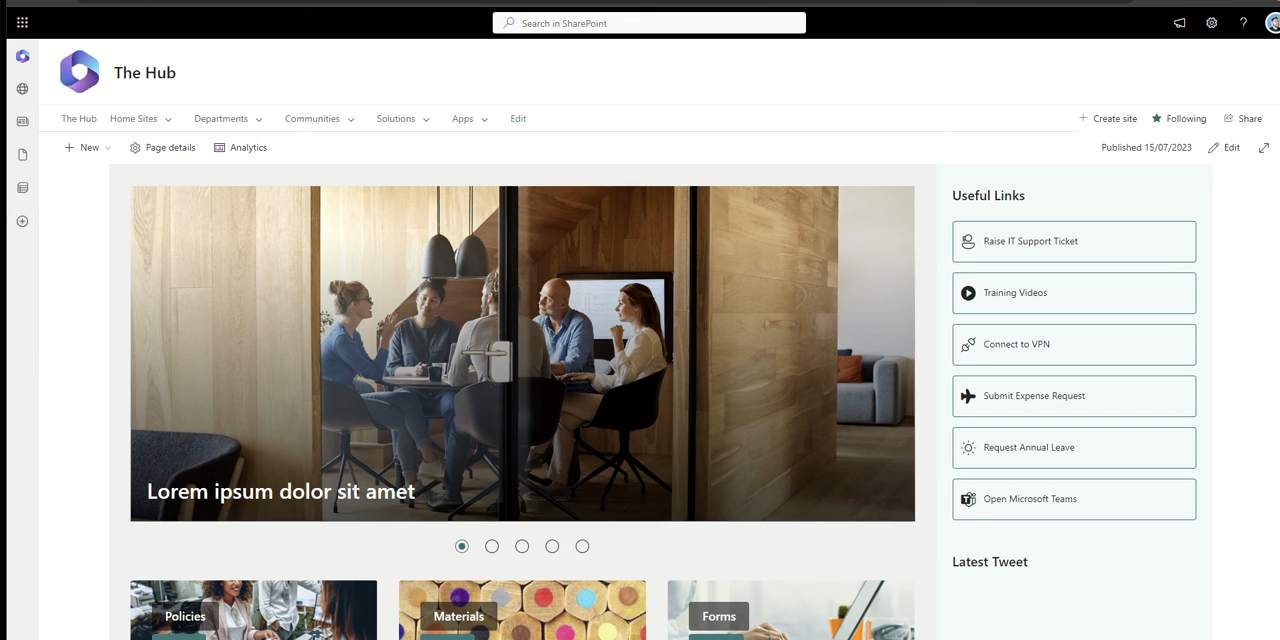 Search in SharePoint
?
The Hub
The Hub
Home Sites
Departments
Communities
Solutions
Apps
Edit
Create site
Following
Share
New
Page details
Analytics
Published 15/07/2023
Edit
Lorem ipsum dolor sit amet
Useful Links
Raise IT Support Ticket
Training Videos
Connect to VPN
Submit Expense Request
Request Annual Leave
Open Microsoft Teams
Latest Tweet
Policies
Materials
Forms